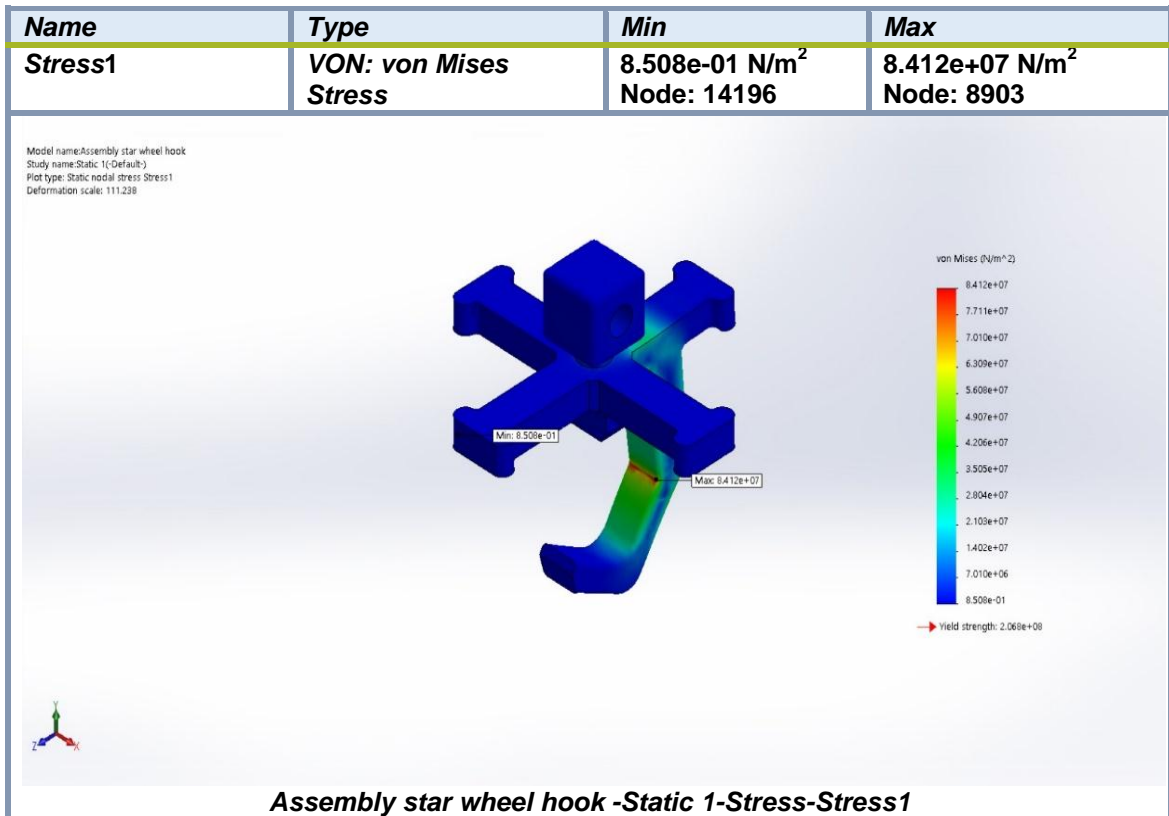 Name Type Min Max
Stress1 VON: von Mises 8.508e-01 N/m² 8.412e+07 N/m²
Stress Node: 14196 Node: 8903
Model name:Assembly star wheel hook
Study name:Static 1(-Default-)
Plot type: Static nodal stress Stress1
Deformation scale: 111.238
von Mises (N/m^2)
8.412e+07
7.711e+07
7.010e+07
6.309e+07
5.608e+07
4.907e+07
4.206e+07
3.505e+07
2.804e+07
2.103e+07
1.402e+07
7.010e+06
8.508e-01
Yield strength: 2.068e+08
Min: 8.508e-01
Max: 8.412e+07
Y
Z X
Assembly star wheel hook -Static 1-Stress-Stress1